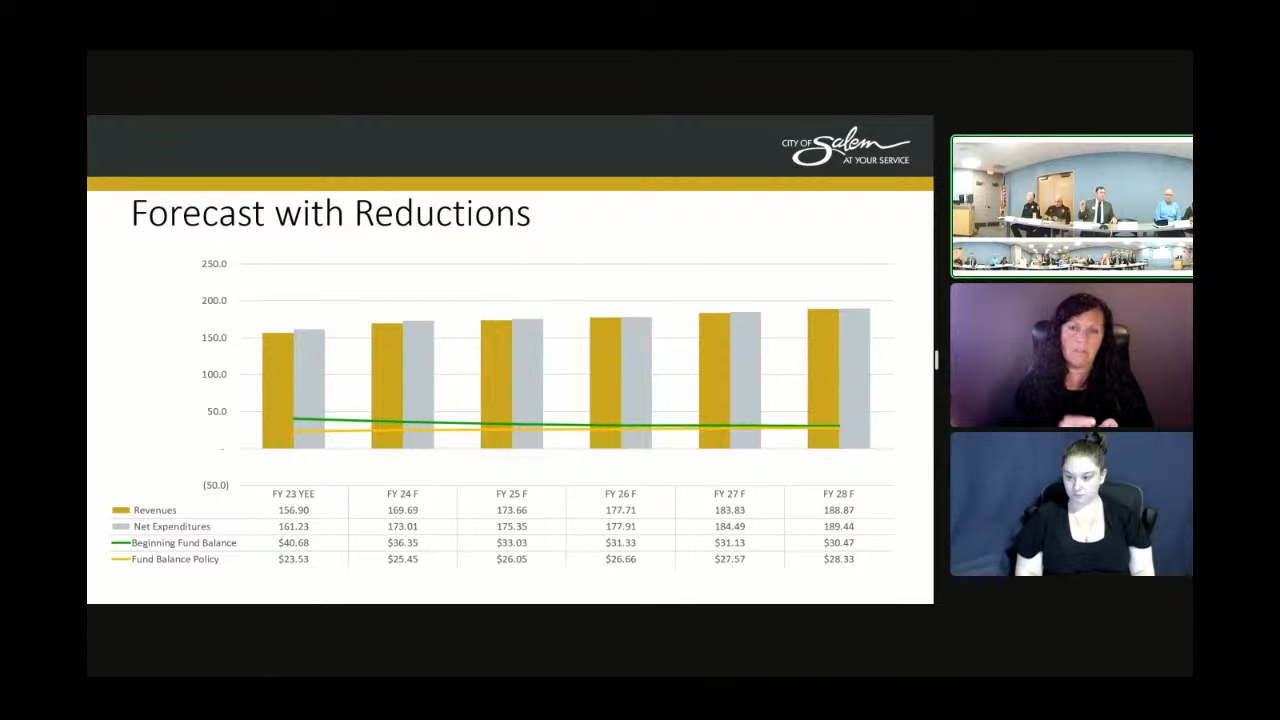 CITY OF Salem
AT YOUR SERVICE
Forecast with Reductions
250.0
200.0
150.0
100.0
50.0
-
(50.0)
FY 23 YEE FY 24 F FY 25 F FY 26 F FY 27 F FY 28 F
Revenues 156.90 169.69 173.66 177.71 183.83 188.87
Net Expenditures 161.23 173.01 175.35 177.91 184.49 189.44
Beginning Fund Balance $40.68 $36.35 $33.03 $31.33 $31.13 $30.47
Fund Balance Policy $23.53 $25.45 $26.05 $26.66 $27.57 $28.33